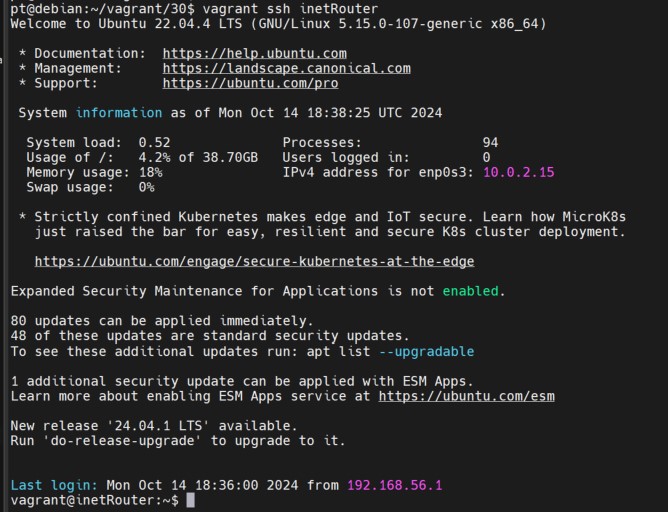 pt@debian:~/vagrant/30$ vagrant ssh inetRouter
Welcome to Ubuntu 22.04.4 LTS (GNU/Linux 5.15.0-107-generic x86_64)
* Documentation:  https://help.ubuntu.com
* Management:     https://landscape.canonical.com
* Support:        https://ubuntu.com/pro
System information as of Mon Oct 14 18:38:25 UTC 2024
System load:  0.52              Processes:               94
Usage of /:   4.2% of 38.70GB   Users logged in:         0
Memory usage: 18%               IPv4 address for enp0s3: 10.0.2.15
Swap usage:   0%
* Strictly confined Kubernetes makes edge and IoT secure. Learn how MicroK8s
just raised the bar for easy, resilient and secure K8s cluster deployment.
https://ubuntu.com/engage/secure-kubernetes-at-the-edge
Expanded Security Maintenance for Applications is not enabled.
80 updates can be applied immediately.
48 of these updates are standard security updates.
To see these additional updates run: apt list --upgradable
1 additional security update can be applied with ESM Apps.
Learn more about enabling ESM Apps service at https://ubuntu.com/esm
New release '24.04.1 LTS' available.
Run 'do-release-upgrade' to upgrade to it.
Last login: Mon Oct 14 18:36:00 2024 from 192.168.56.1
vagrant@inetRouter:~$